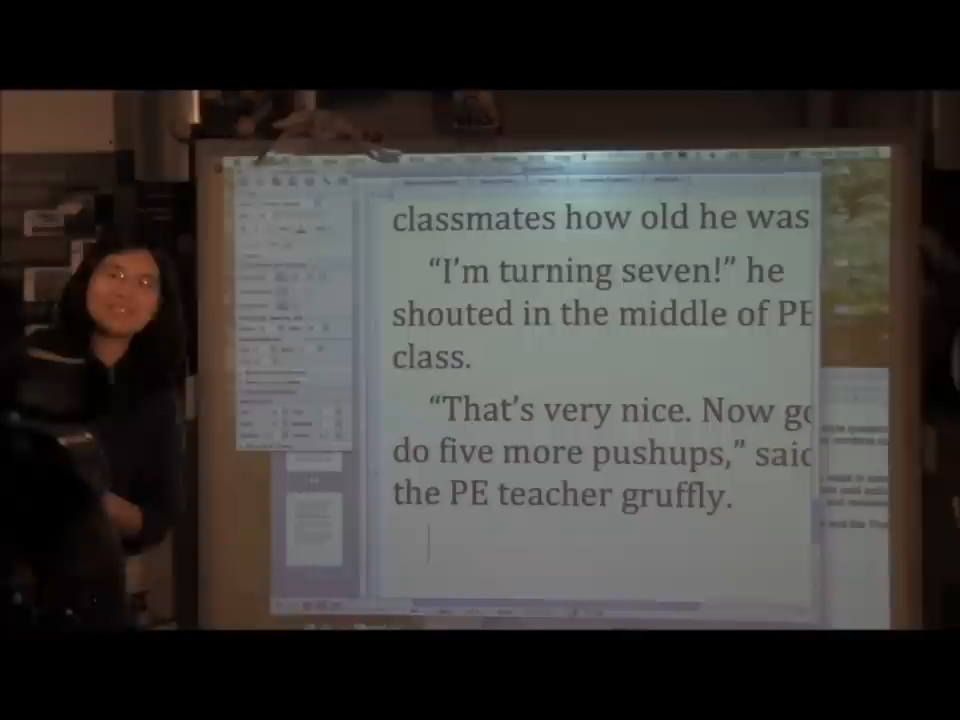 classmates how old he was
“I’m turning seven!” he
shouted in the middle of PE
class.
“That’s very nice. Now go
do five more pushups,” said
the PE teacher gruffly.